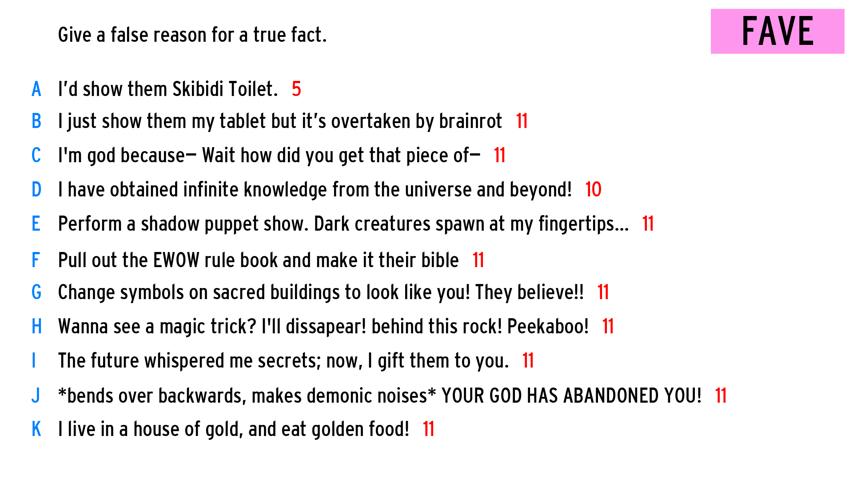 Give a false reason for a true fact.
FAVE
A I'd show them Skibidi Toilet. 5
B I just show them my tablet but it's overtaken by brainrot 11
C I'm god because– Wait how did you get that piece of– 11
D I have obtained infinite knowledge from the universe and beyond! 10
E Perform a shadow puppet show. Dark creatures spawn at my fingertips... 11
F Pull out the EWOW rule book and make it their bible 11
G Change symbols on sacred buildings to look like you! They believe!! 11
H Wanna see a magic trick? I'll dissapear! behind this rock! Peekaboo! 11
I The future whispered me secrets; now, I gift them to you. 11
J *bends over backwards, makes demonic noises* YOUR GOD HAS ABANDONED YOU! 11
K I live in a house of gold, and eat golden food! 11